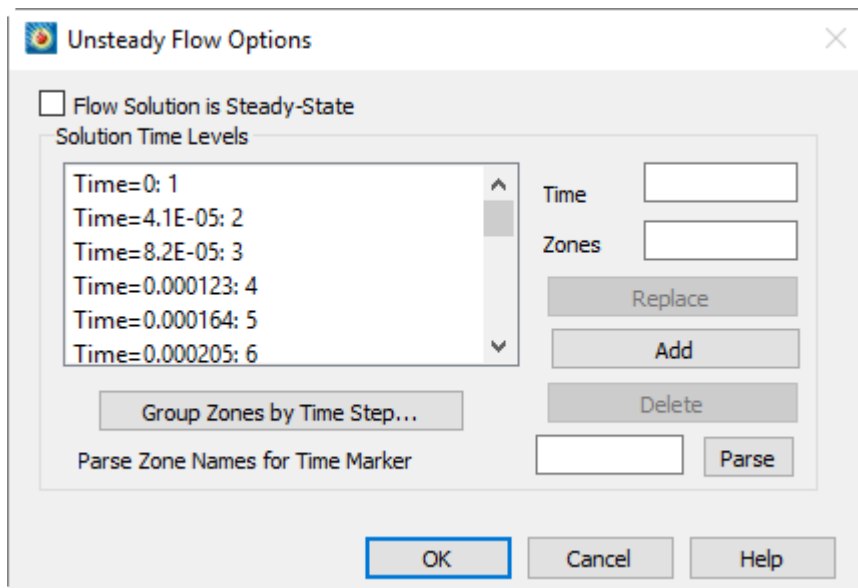 Unsteady Flow Options
Flow Solution is Steady-State
Solution Time Levels
Time=0: 1
Time=4.1E-05: 2
Time=8.2E-05: 3
Time=0.000123: 4
Time=0.000164: 5
Time=0.000205: 6
Time
Zones
Replace
Add
Delete
Group Zones by Time Step...
Parse Zone Names for Time Marker
Parse
OK
Cancel
Help